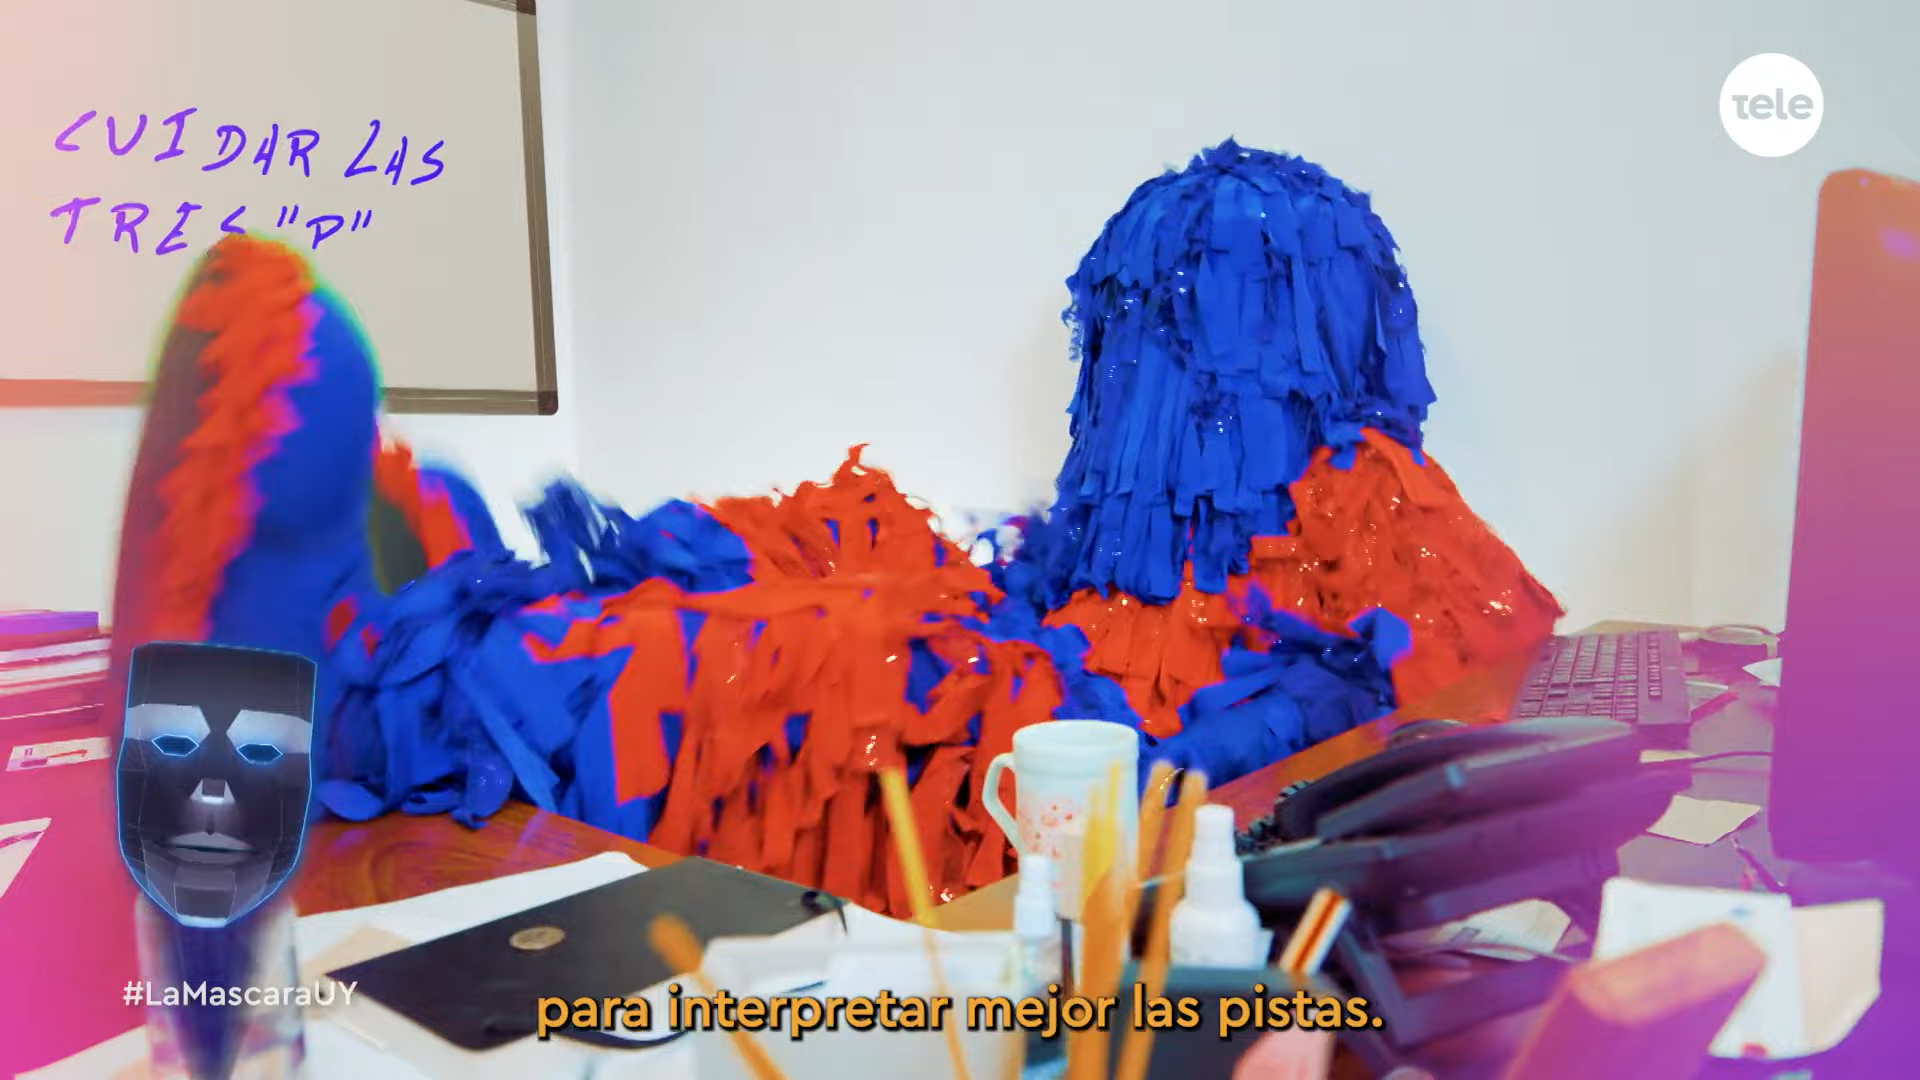 CUIDAR LAS
TRES "P"
tele
#LaMascaraUY
para interpretar mejor las pistas.